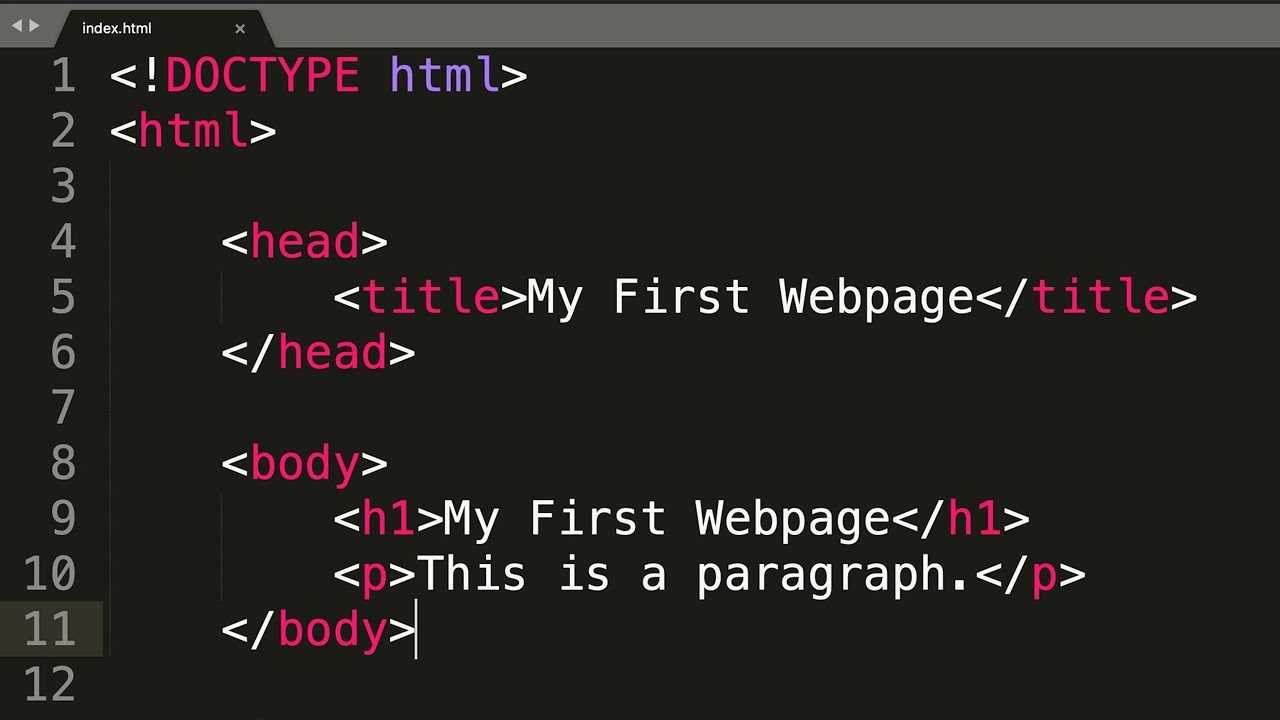 index.html ×
1 <!DOCTYPE html>
2 <html>
3
4     <head>
5         <title>My First Webpage</title>
6     </head>
7
8     <body>
9         <h1>My First Webpage</h1>
10         <p>This is a paragraph.</p>
11     </body>
12